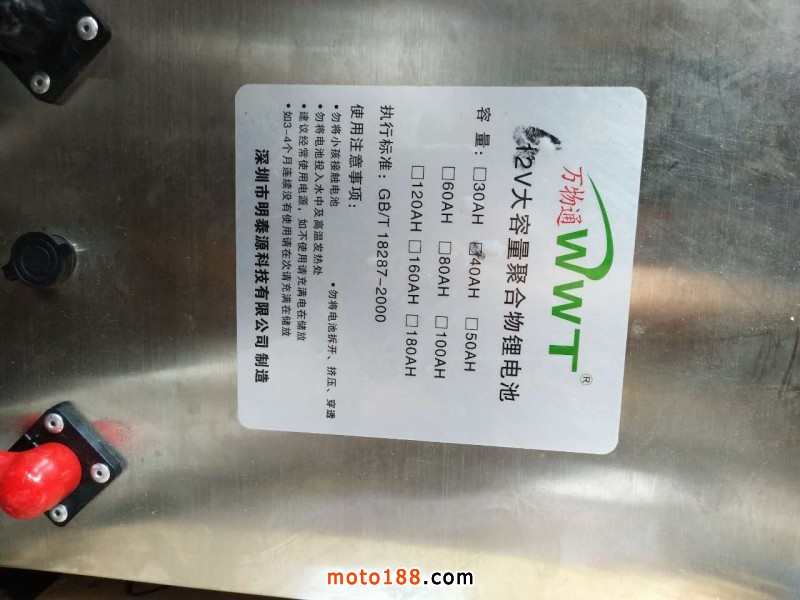 万物通
WWT®
12V大容量聚合物锂电池
容 量：□30AH □40AH □50AH
□60AH □80AH □100AH
□120AH □160AH □180AH
执行标准：GB/T 18287-2000
使用注意事项：
•勿将小孩接触电池 •勿将电池拆开、挤压、穿透
•勿将电池投入水中及高温发热处
•建议经常使用电源，如不使用请充满电在储放
•如3-4个月连续没有使用请在次请充满在储放
深圳市明泰源科技有限公司 制造
moto188.com